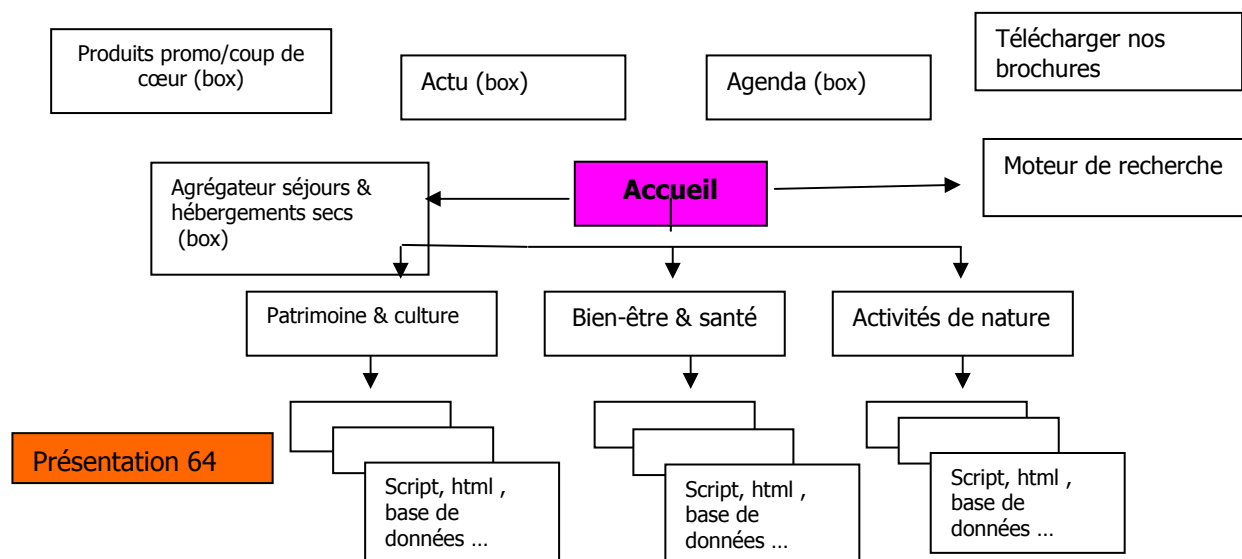 Produits promo/coup de
cœur (box)
Actu (box)
Agenda (box)
Télécharger nos
brochures
Agrégateur séjours &
hébergements secs
(box)
Accueil
Moteur de recherche
Patrimoine & culture
Bien-être & santé
Activités de nature
Présentation 64
Script, html ,
base de
données ...
Script, html ,
base de
données ...
Script, html ,
base de
données ...